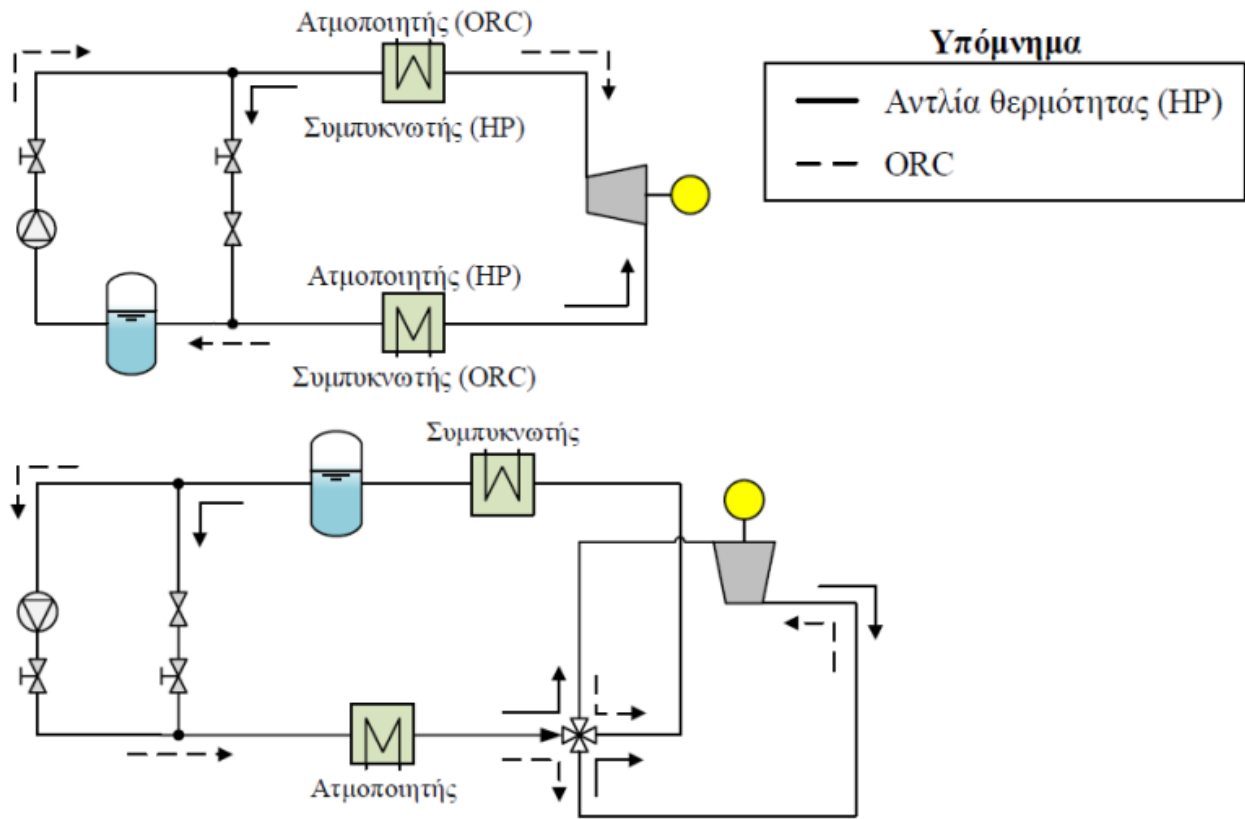 Ατμοποιητής (ORC)
Συμπυκνωτής (HP)
Υπόμνημα
Αντλία θερμότητας (HP)
ORC
Ατμοποιητής (HP)
Συμπυκνωτής (ORC)
Συμπυκνωτής
Ατμοποιητής